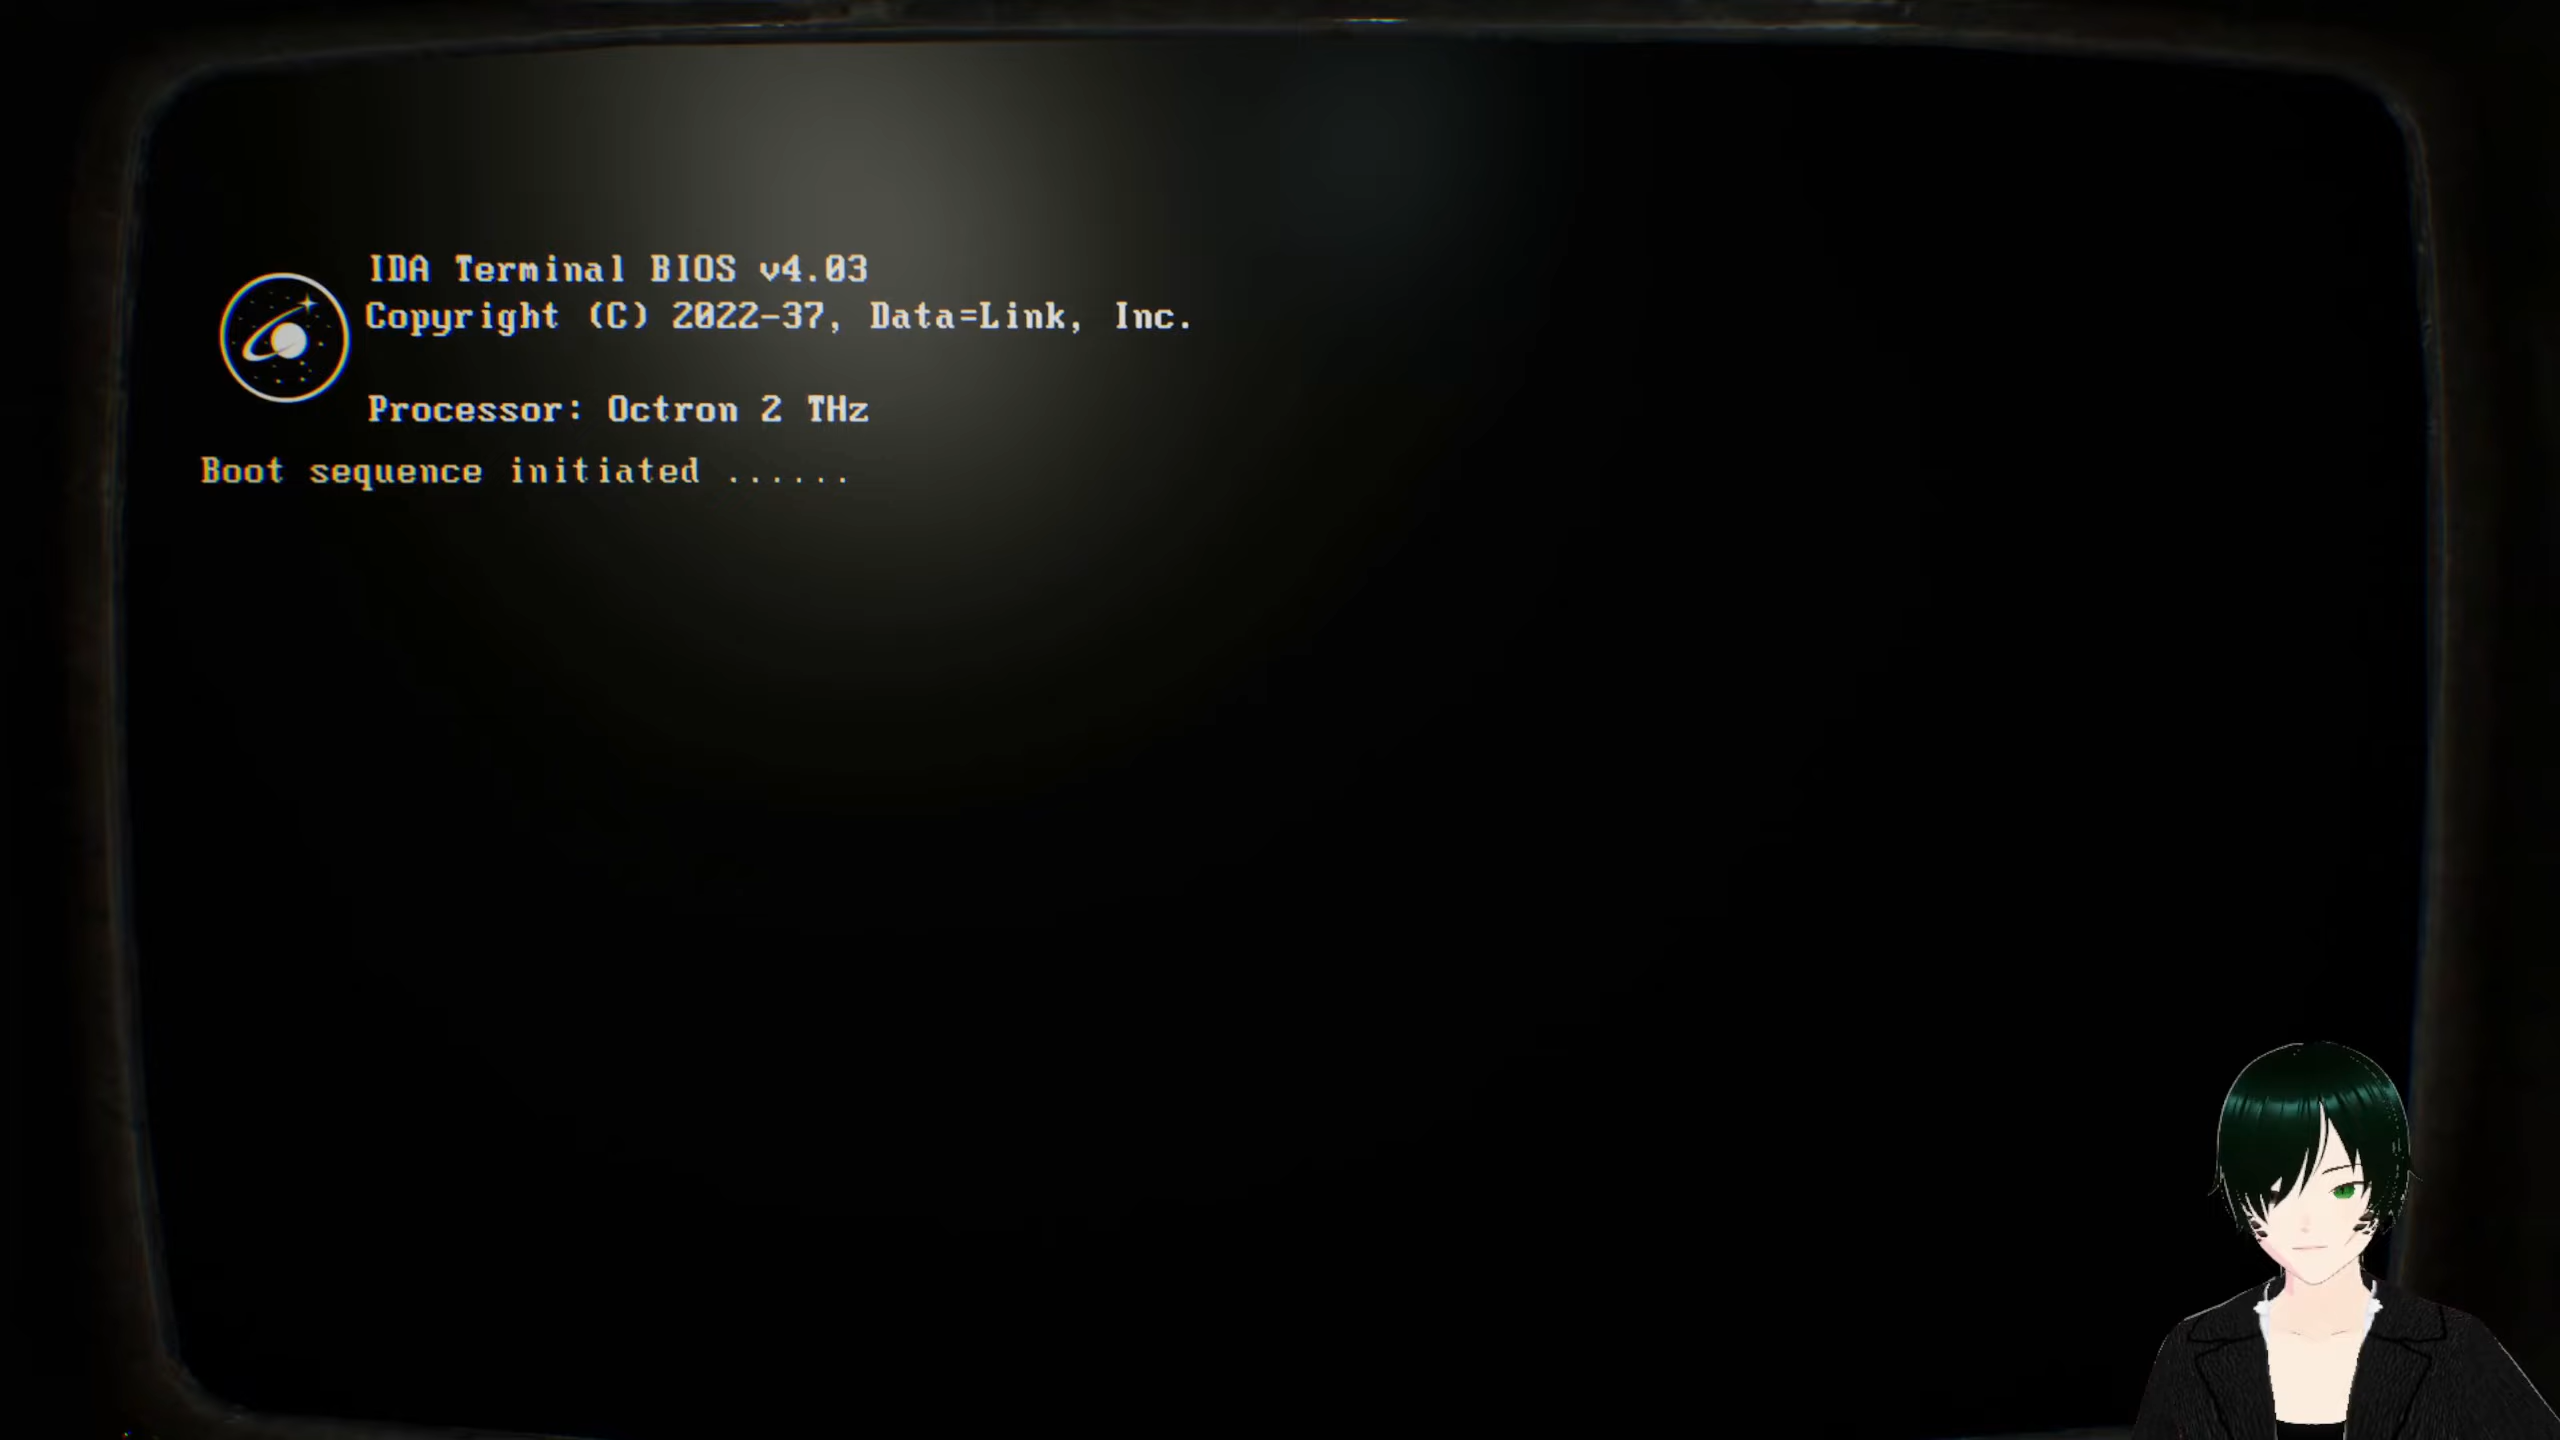 IDA Terminal BIOS v4.03
Copyright (C) 2022-37, Data=Link, Inc.
Processor: Octron 2 THz
Boot sequence initiated ......